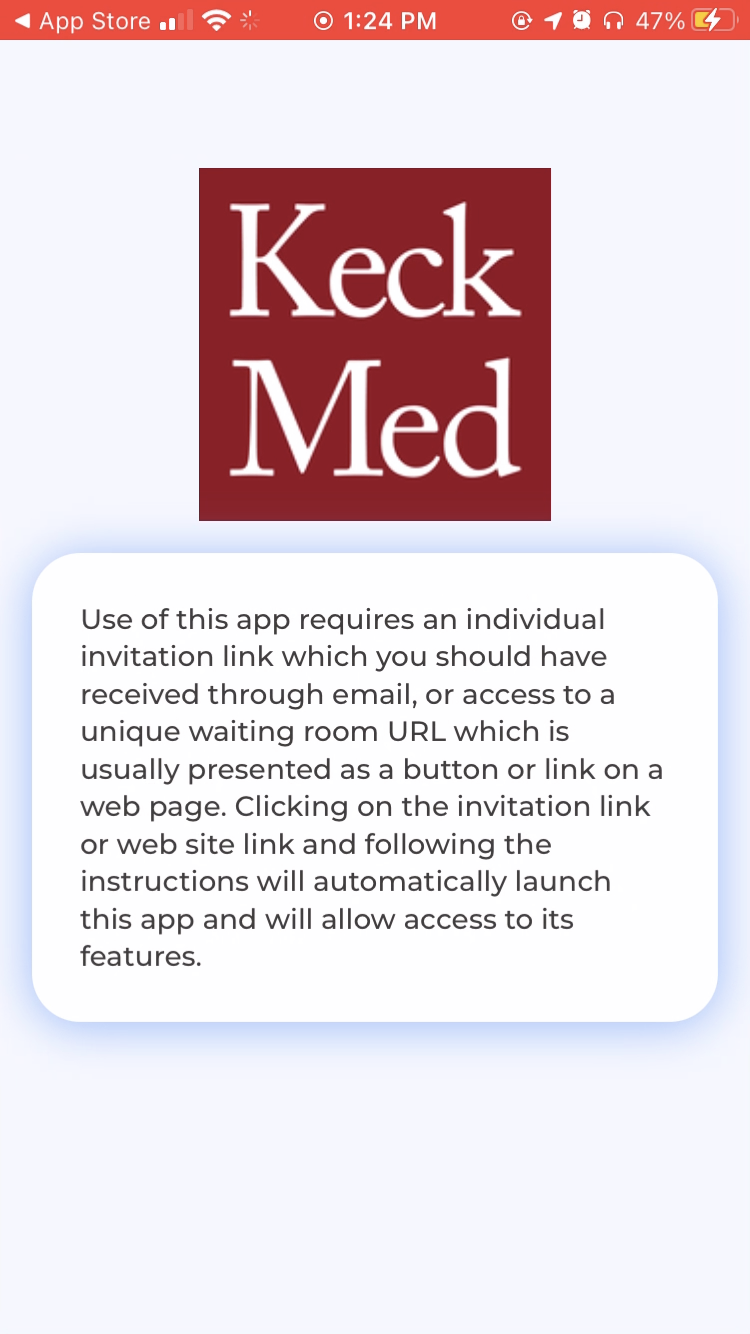 ◀ App Store 1:24 PM 47%
Keck
Med
Use of this app requires an individual
invitation link which you should have
received through email, or access to a
unique waiting room URL which is
usually presented as a button or link on a
web page. Clicking on the invitation link
or web site link and following the
instructions will automatically launch
this app and will allow access to its
features.